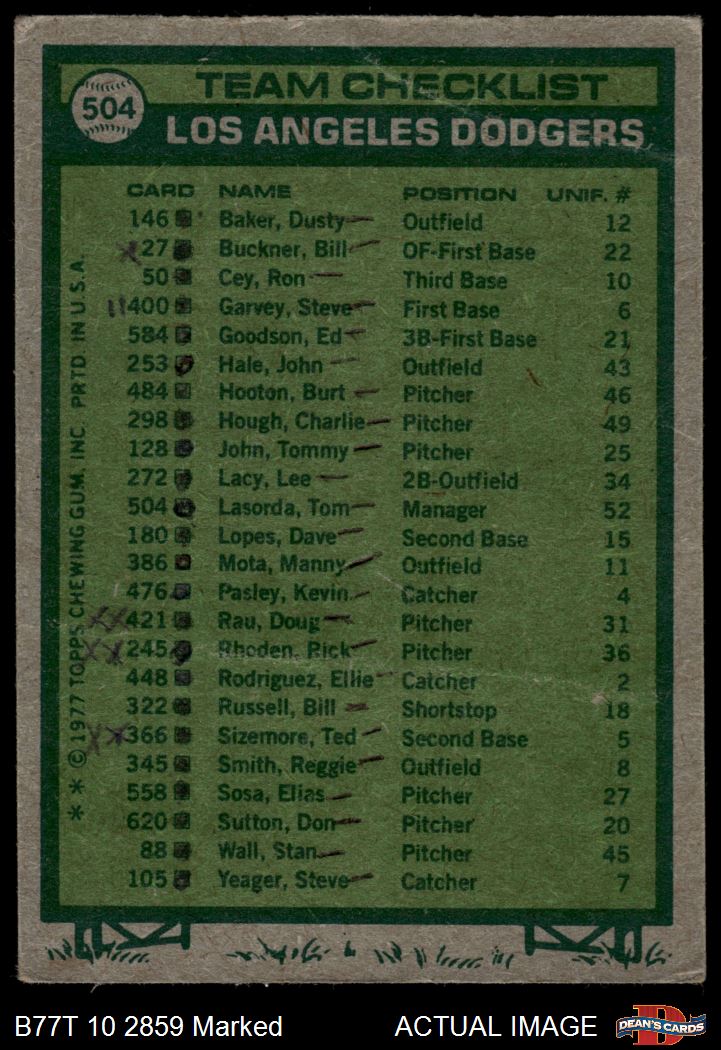 504
TEAM CHECKLIST
LOS ANGELES DODGERS
CARD NAME POSITION UNIF. #
146 Baker, Dusty Outfield 12
x 27 Buckner, Bill OF-First Base 22
50 Cey, Ron Third Base 10
11 400 Garvey, Steve First Base 6
584 Goodson, Ed 3B-First Base 21
253 Hale, John Outfield 43
484 Hooton, Burt Pitcher 46
298 Hough, Charlie Pitcher 49
128 John, Tommy Pitcher 25
272 Lacy, Lee 2B-Outfield 34
504 Lasorda, Tom Manager 52
180 Lopes, Dave Second Base 15
386 Mota, Manny Outfield 11
476 Pasley, Kevin Catcher 4
xx 421 Rau, Doug Pitcher 31
xx 245 Rhoden, Rick Pitcher 36
448 Rodriguez, Ellie Catcher 2
322 Russell, Bill Shortstop 18
xx 366 Sizemore, Ted Second Base 5
345 Smith, Reggie Outfield 8
558 Sosa, Elias Pitcher 27
620 Sutton, Don Pitcher 20
88 Wall, Stan Pitcher 45
105 Yeager, Steve Catcher 7
* * © 1977 TOPPS CHEWING GUM, INC. PRTD. IN U.S.A.
B77T 10 2859 Marked ACTUAL IMAGE
D
DEAN'S CARDS